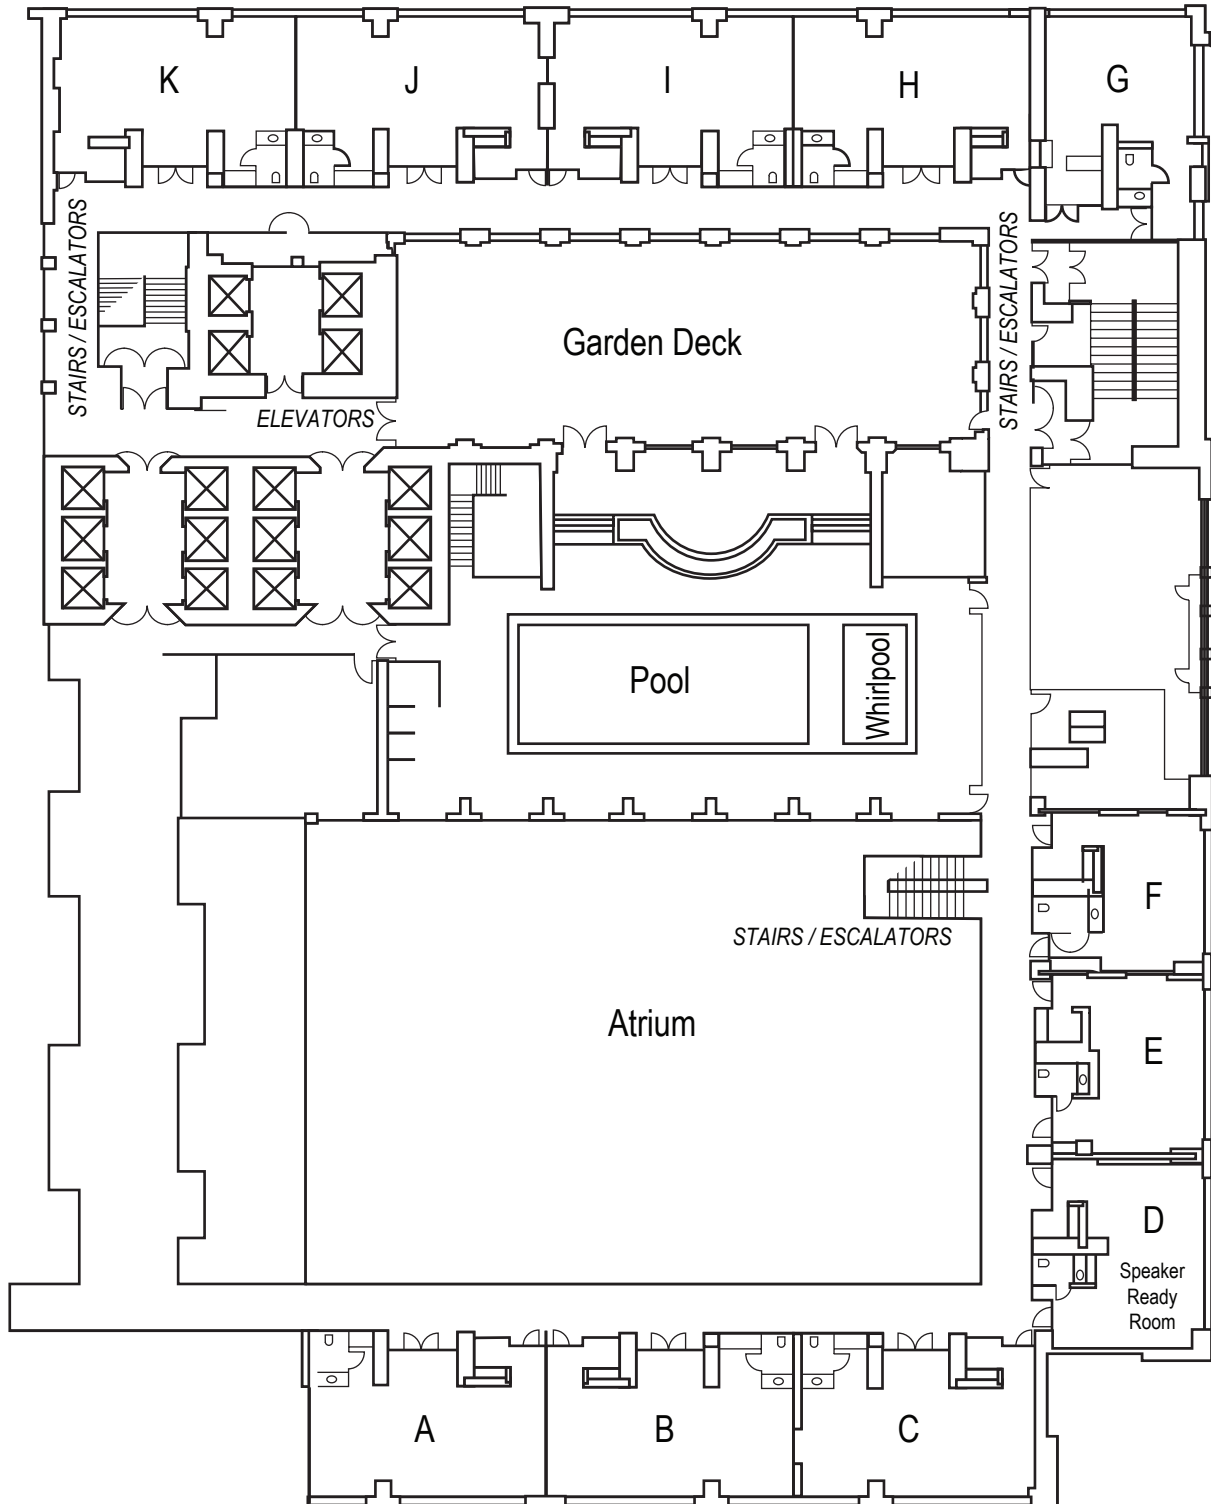 K
J
I
H
G
STAIRS / ESCALATORS
STAIRS / ESCALATORS
Garden Deck
ELEVATORS
Pool
Whirlpool
F
STAIRS / ESCALATORS
Atrium
E
D
Speaker
Ready
Room
A
B
C